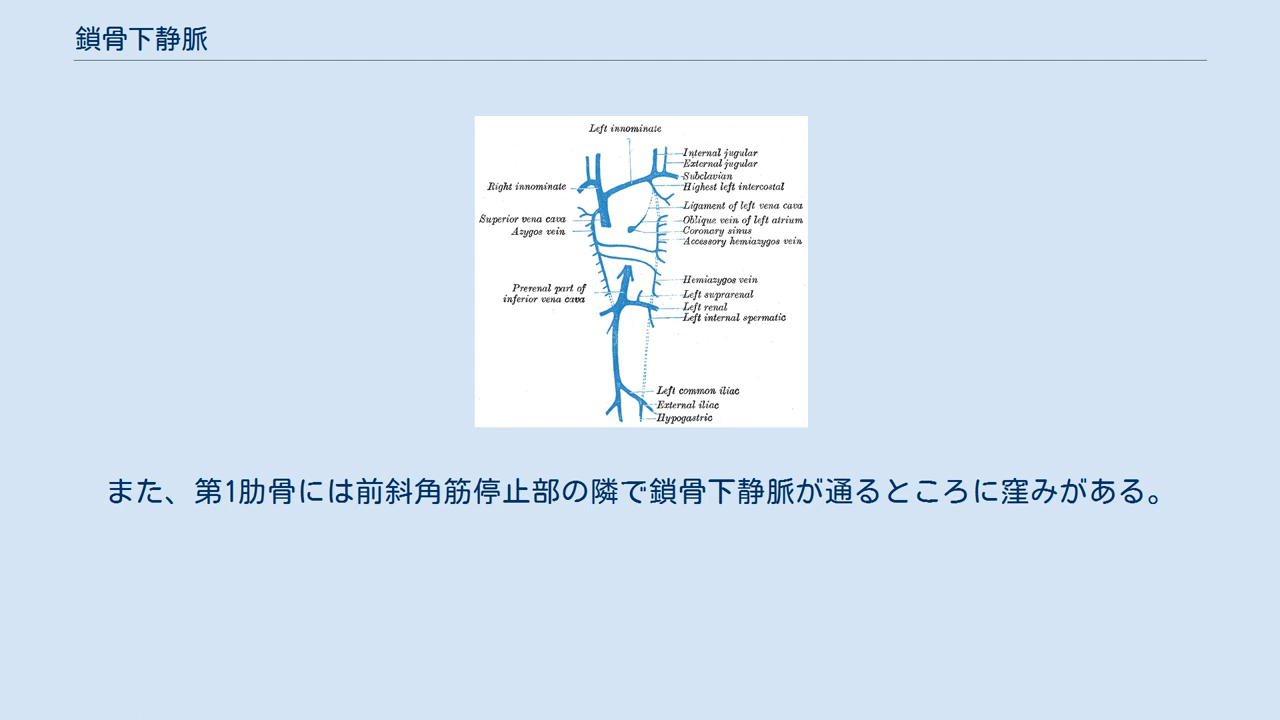 鎖骨下静脈
Left innominate
Internal jugular
External jugular
Subclavian
Right innominate
Highest left intercostal
Ligament of left vena cava
Superior vena cava
Oblique vein of left atrium
Azygos vein
Coronary sinus
Accessory hemiazygos vein
Hemiazygos vein
Prerenal part of
inferior vena cava
Left suprarenal
Left renal
Left internal spermatic
Left common iliac
External iliac
Hypogastric
また、第1肋骨には前斜角筋停止部の隣で鎖骨下静脈が通るところに窪みがある。